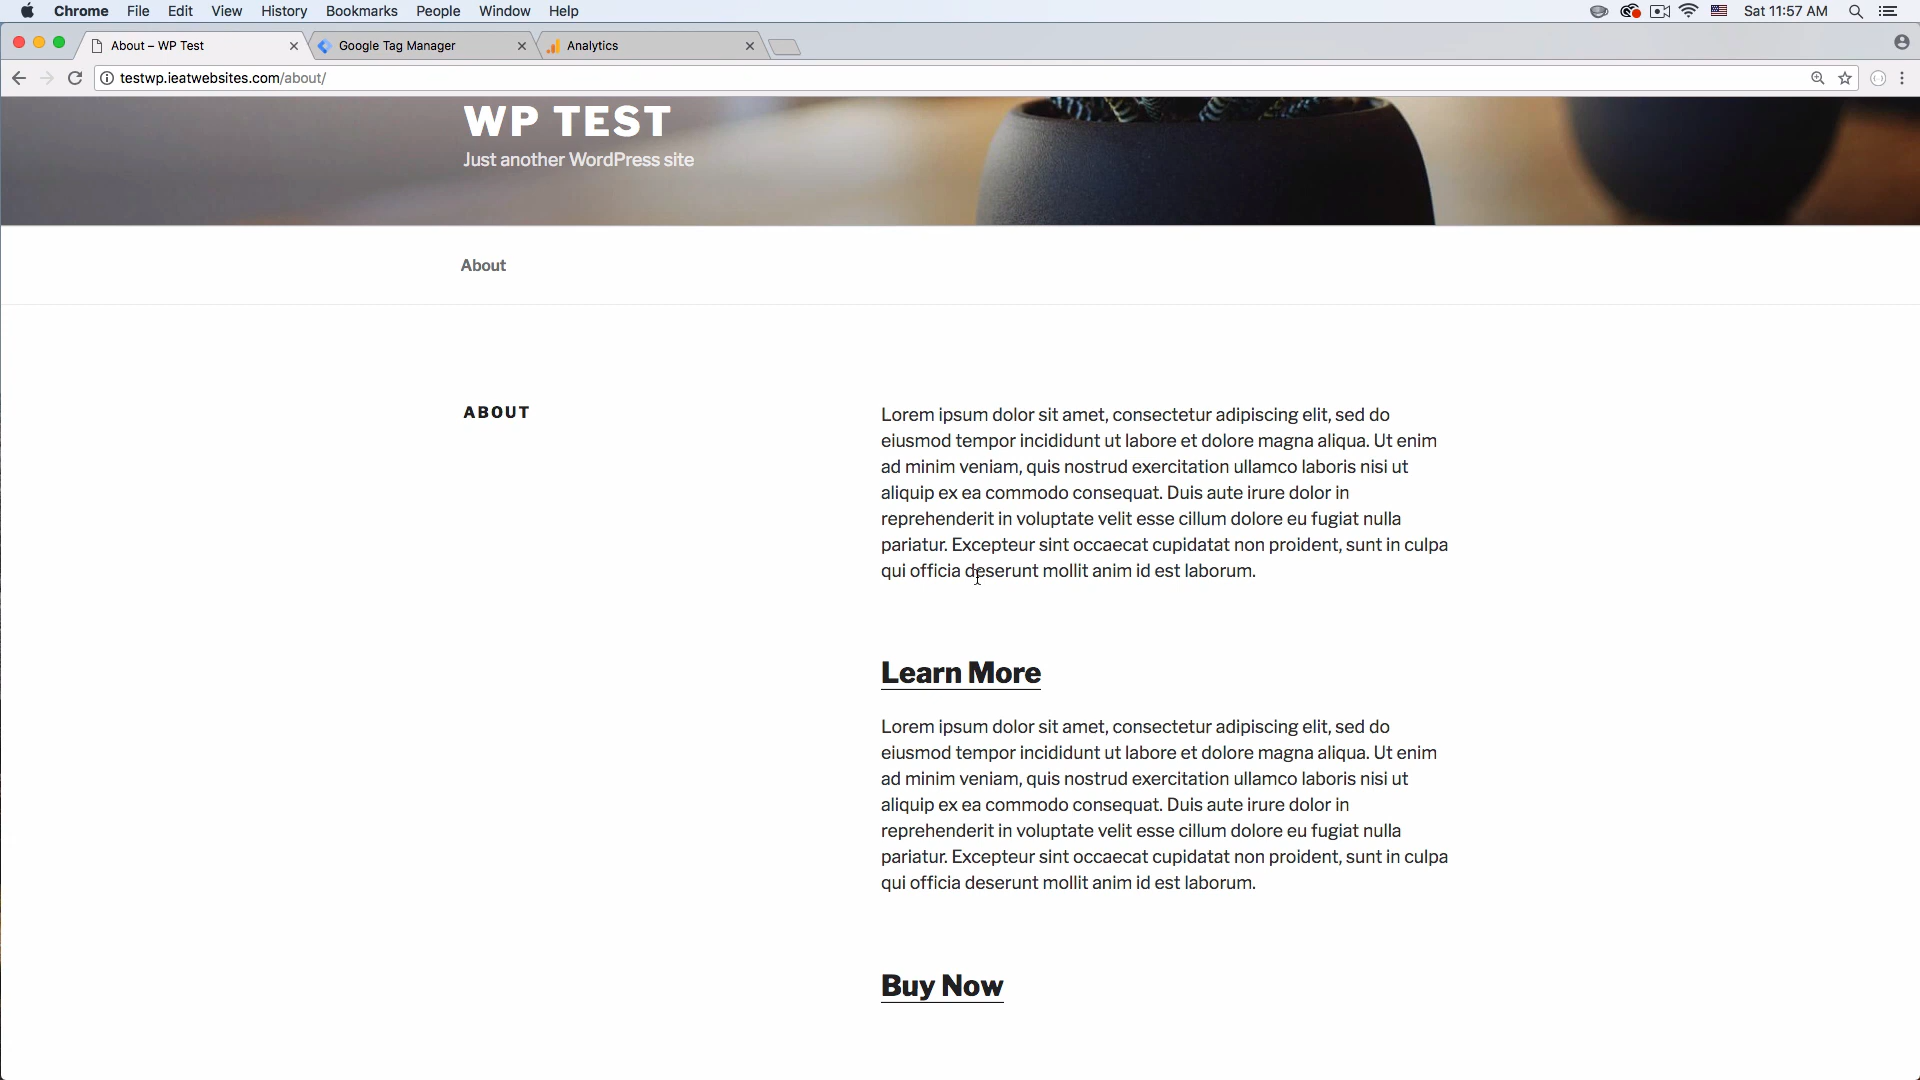 Chrome File Edit View History Bookmarks People Window Help Sat 11:57 AM
About – WP Test Google Tag Manager Analytics
testwp.ieatwebsites.com/about/
WP TEST
Just another WordPress site
About
ABOUT
Lorem ipsum dolor sit amet, consectetur adipiscing elit, sed do
eiusmod tempor incididunt ut labore et dolore magna aliqua. Ut enim
ad minim veniam, quis nostrud exercitation ullamco laboris nisi ut
aliquip ex ea commodo consequat. Duis aute irure dolor in
reprehenderit in voluptate velit esse cillum dolore eu fugiat nulla
pariatur. Excepteur sint occaecat cupidatat non proident, sunt in culpa
qui officia deserunt mollit anim id est laborum.
Learn More
Lorem ipsum dolor sit amet, consectetur adipiscing elit, sed do
eiusmod tempor incididunt ut labore et dolore magna aliqua. Ut enim
ad minim veniam, quis nostrud exercitation ullamco laboris nisi ut
aliquip ex ea commodo consequat. Duis aute irure dolor in
reprehenderit in voluptate velit esse cillum dolore eu fugiat nulla
pariatur. Excepteur sint occaecat cupidatat non proident, sunt in culpa
qui officia deserunt mollit anim id est laborum.
Buy Now